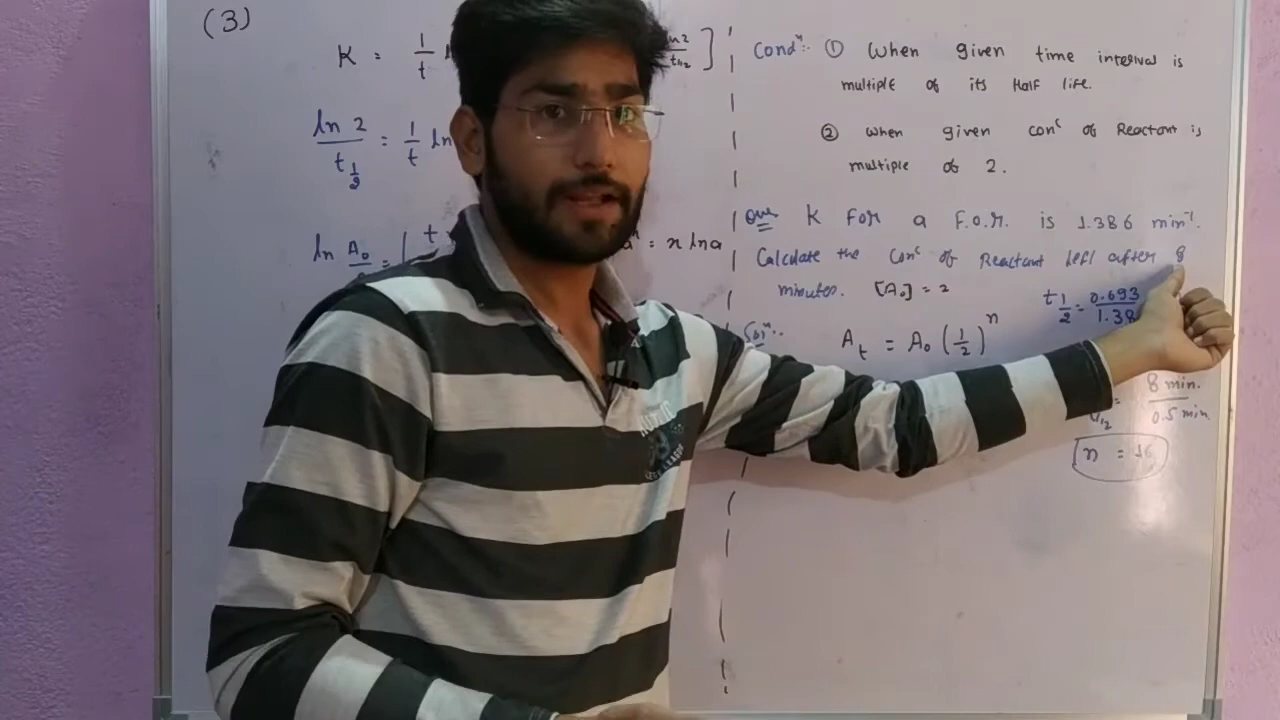 (3)
K = 1/t
ln 2 / t 1/2 = 1/t ln
ln A₀
= n ln a
Condⁿ:- ① When given time interval is
multiple of its Half life.
② When given conᶜ of Reactant is
multiple of 2.
Que K For a F.O.R. is 1.386 min⁻¹.
Calculate the Conᶜ of Reactant left after 8
minutes. [A₀] = 2
t 1/2 = 0.693 / 1.38
Solⁿ:- Aₜ = A₀ (1/2)ⁿ
= 8 min. / 0.5 min
n = 16